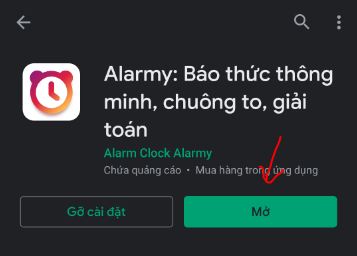 Alarmy: Báo thức thông
minh, chuông to, giải
toán
Alarm Clock Alarmy
Chứa quảng cáo • Mua hàng trong ứng dụng
Gỡ cài đặt
Mở